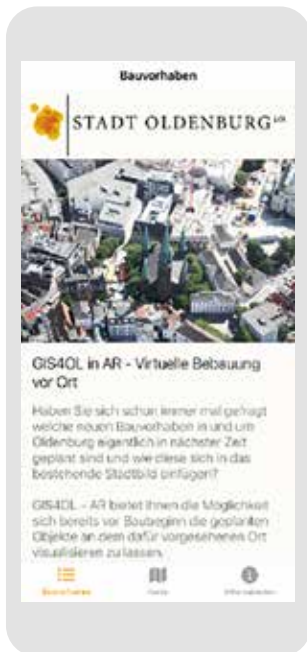 Bauvorhaben
STADT OLDENBURG i.O.
GIS4OL in AR - Virtuelle Bebauung
vor Ort
Haben Sie sich schon immer mal gefragt
welche neuen Bauvorhaben in und um
Oldenburg eigentlich in nächster Zeit
geplant sind und wie diese sich in das
bestehende Stadtbild einfügen?
GIS4OL - AR bietet Ihnen die Möglichkeit
sich bereits vor Baubeginn die geplanten
Objekte an dem dafür vorgesehenen Ort
visualisieren zu lassen.
Bauvorhaben Karte Informationen